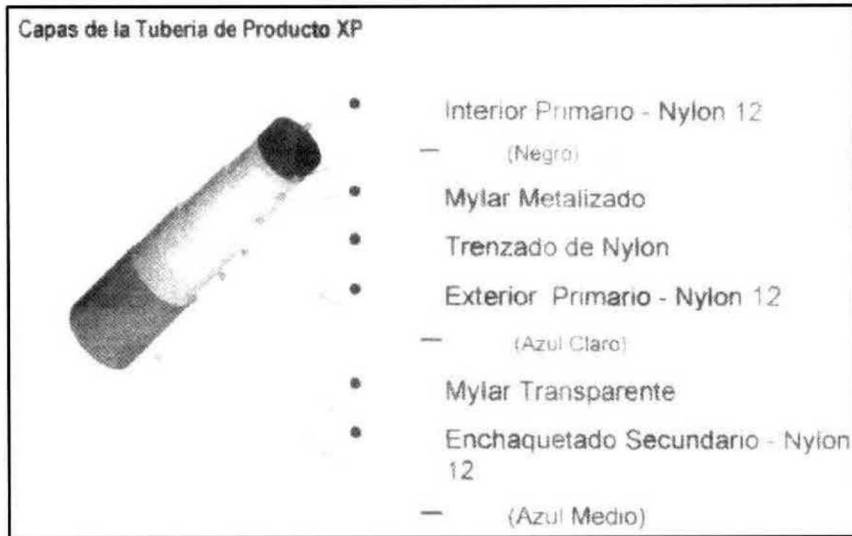 Capas de la Tuberia de Producto XP
• Interior Primario - Nylon 12
— (Negro)
• Mylar Metalizado
• Trenzado de Nylon
• Exterior Primario - Nylon 12
— (Azul Claro)
• Mylar Transparente
• Enchaquetado Secundario - Nylon
12
— (Azul Medio)